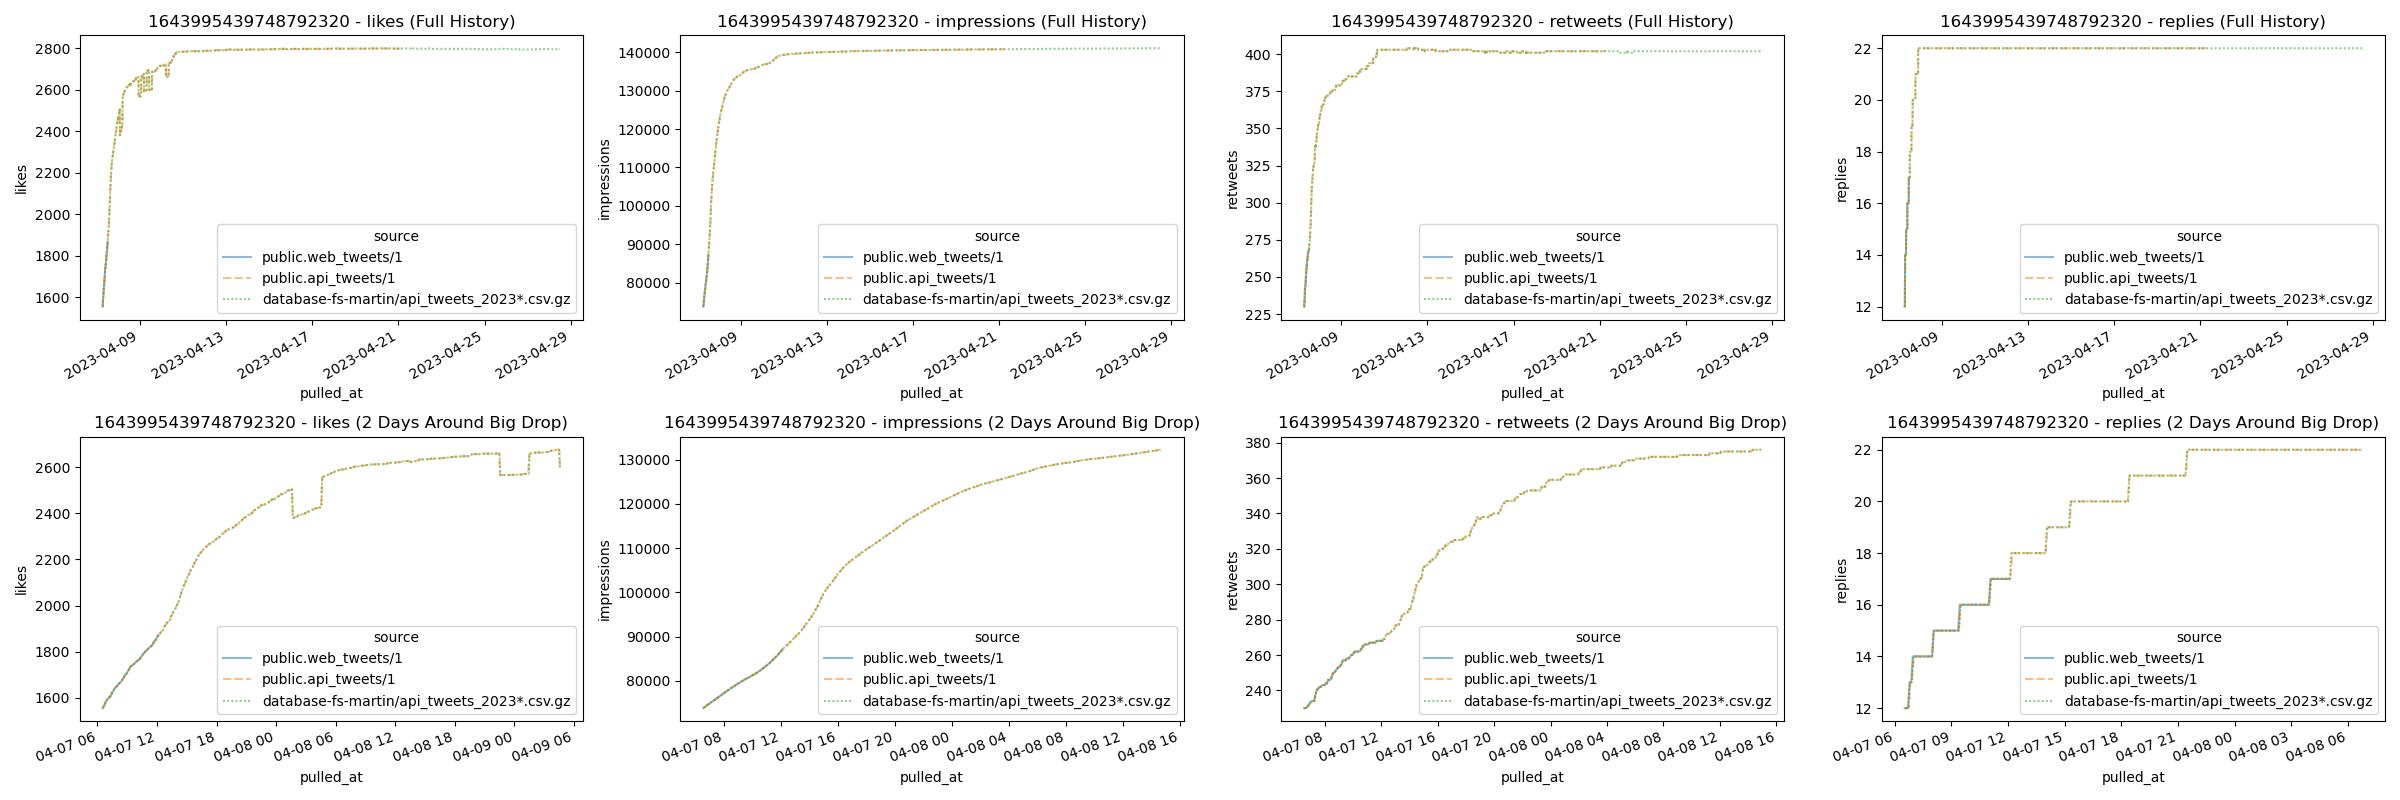 1643995439748792320 - likes (Full History)
2800
2600
2400
2200
2000
1800
1600
likes
source
public.web_tweets/1
public.api_tweets/1
database-fs-martin/api_tweets_2023*.csv.gz
2023-04-09
2023-04-13
2023-04-17
2023-04-21
2023-04-25
2023-04-29
pulled_at
1643995439748792320 - impressions (Full History)
140000
130000
120000
110000
100000
90000
80000
impressions
source
public.web_tweets/1
public.api_tweets/1
database-fs-martin/api_tweets_2023*.csv.gz
2023-04-09
2023-04-13
2023-04-17
2023-04-21
2023-04-25
2023-04-29
pulled_at
1643995439748792320 - retweets (Full History)
400
375
350
325
300
275
250
225
retweets
source
public.web_tweets/1
public.api_tweets/1
database-fs-martin/api_tweets_2023*.csv.gz
2023-04-09
2023-04-13
2023-04-17
2023-04-21
2023-04-25
2023-04-29
pulled_at
1643995439748792320 - replies (Full History)
22
20
18
16
14
12
replies
source
public.web_tweets/1
public.api_tweets/1
database-fs-martin/api_tweets_2023*.csv.gz
2023-04-09
2023-04-13
2023-04-17
2023-04-21
2023-04-25
2023-04-29
pulled_at
1643995439748792320 - likes (2 Days Around Big Drop)
2600
2400
2200
2000
1800
1600
likes
source
public.web_tweets/1
public.api_tweets/1
database-fs-martin/api_tweets_2023*.csv.gz
04-07 06
04-07 12
04-07 18
04-08 00
04-08 06
04-08 12
04-08 18
04-09 00
04-09 06
pulled_at
1643995439748792320 - impressions (2 Days Around Big Drop)
130000
120000
110000
100000
90000
80000
impressions
source
public.web_tweets/1
public.api_tweets/1
database-fs-martin/api_tweets_2023*.csv.gz
04-07 08
04-07 12
04-07 16
04-07 20
04-08 00
04-08 04
04-08 08
04-08 12
04-08 16
pulled_at
1643995439748792320 - retweets (2 Days Around Big Drop)
380
360
340
320
300
280
260
240
retweets
source
public.web_tweets/1
public.api_tweets/1
database-fs-martin/api_tweets_2023*.csv.gz
04-07 08
04-07 12
04-07 16
04-07 20
04-08 00
04-08 04
04-08 08
04-08 12
04-08 16
pulled_at
1643995439748792320 - replies (2 Days Around Big Drop)
22
20
18
16
14
12
replies
source
public.web_tweets/1
public.api_tweets/1
database-fs-martin/api_tweets_2023*.csv.gz
04-07 06
04-07 09
04-07 12
04-07 15
04-07 18
04-07 21
04-08 00
04-08 03
04-08 06
pulled_at